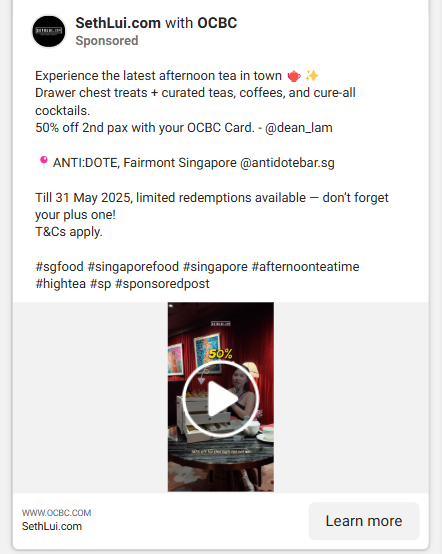 SethLui.com with OCBC
Sponsored
Experience the latest afternoon tea in town 🫖 ✨
Drawer chest treats + curated teas, coffees, and cure-all
cocktails.
50% off 2nd pax with your OCBC Card. - @dean_lam
📍 ANTI:DOTE, Fairmont Singapore @antidotebar.sg
Till 31 May 2025, limited redemptions available — don’t forget
your plus one!
T&Cs apply.
#sgfood #singaporefood #singapore #afternoonteatime
#hightea #sp #sponsoredpost
50%
WWW.OCBC.COM
SethLui.com
Learn more